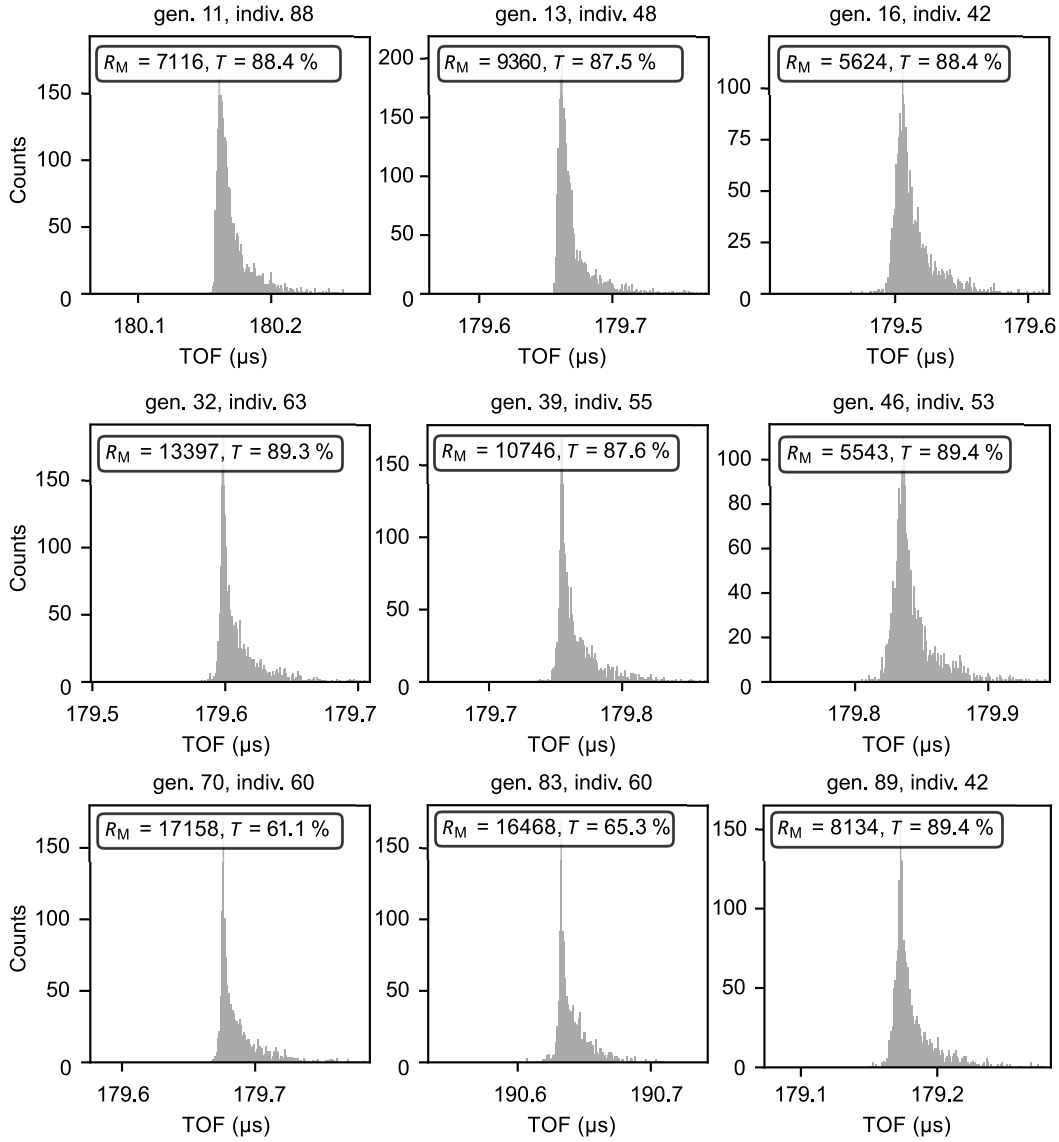 gen. 11, indiv. 88
R_M = 7116, T = 88.4 %
150
100
50
0
Counts
180.1 180.2
TOF (µs)
gen. 13, indiv. 48
R_M = 9360, T = 87.5 %
200
150
100
50
0
179.6 179.7
TOF (µs)
gen. 16, indiv. 42
R_M = 5624, T = 88.4 %
100
75
50
25
0
179.5 179.6
TOF (µs)
gen. 32, indiv. 63
R_M = 13397, T = 89.3 %
150
100
50
0
Counts
179.5 179.6 179.7
TOF (µs)
gen. 39, indiv. 55
R_M = 10746, T = 87.6 %
150
100
50
0
179.7 179.8
TOF (µs)
gen. 46, indiv. 53
R_M = 5543, T = 89.4 %
100
80
60
40
20
0
179.8 179.9
TOF (µs)
gen. 70, indiv. 60
R_M = 17158, T = 61.1 %
150
100
50
0
Counts
179.6 179.7
TOF (µs)
gen. 83, indiv. 60
R_M = 16468, T = 65.3 %
150
100
50
0
190.6 190.7
TOF (µs)
gen. 89, indiv. 42
R_M = 8134, T = 89.4 %
150
100
50
0
179.1 179.2
TOF (µs)